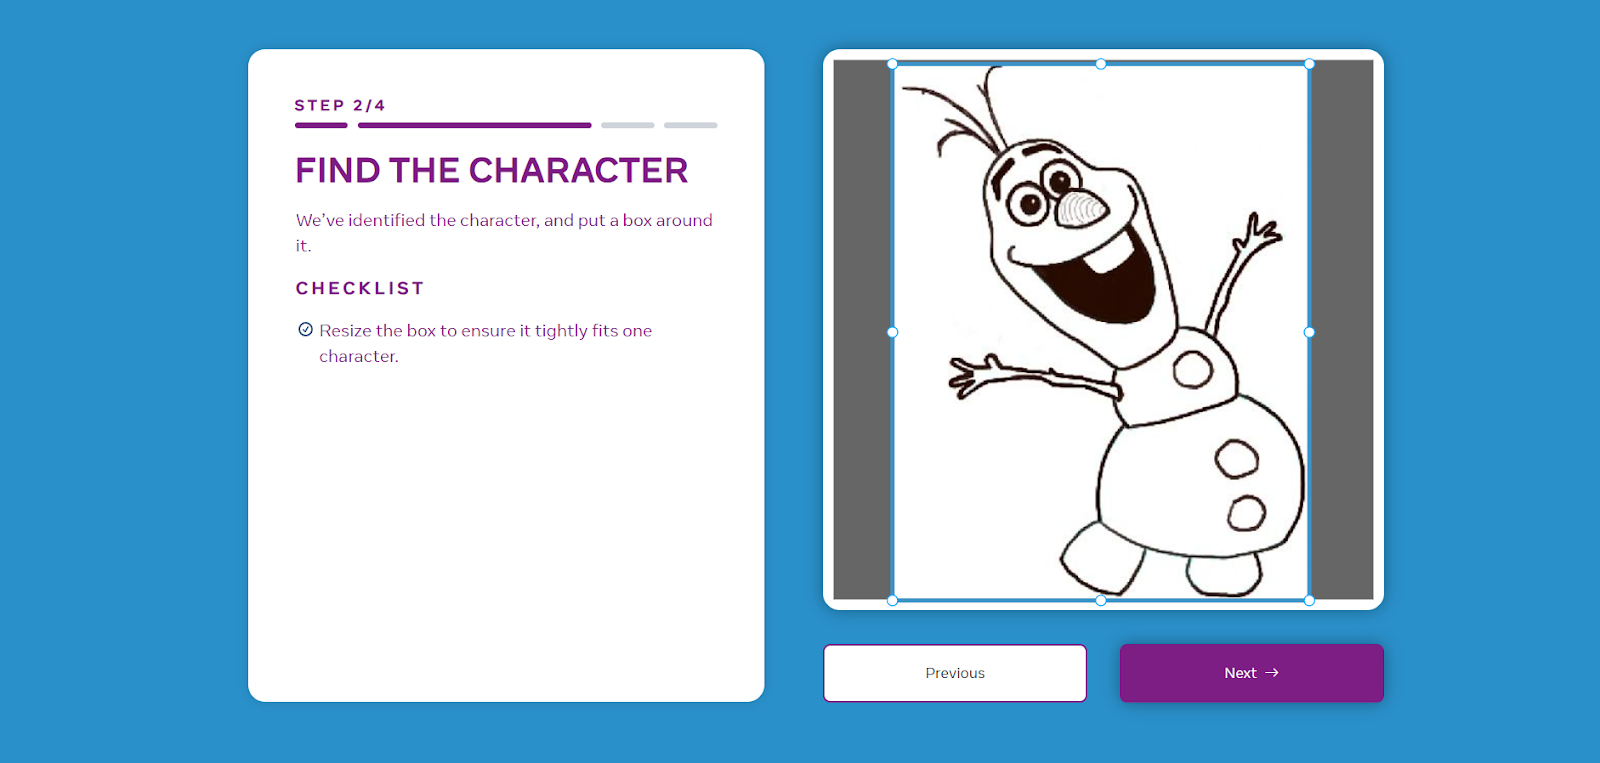 STEP 2/4
FIND THE CHARACTER
We’ve identified the character, and put a box around
it.
CHECKLIST
Resize the box to ensure it tightly fits one
character.
Previous
Next →